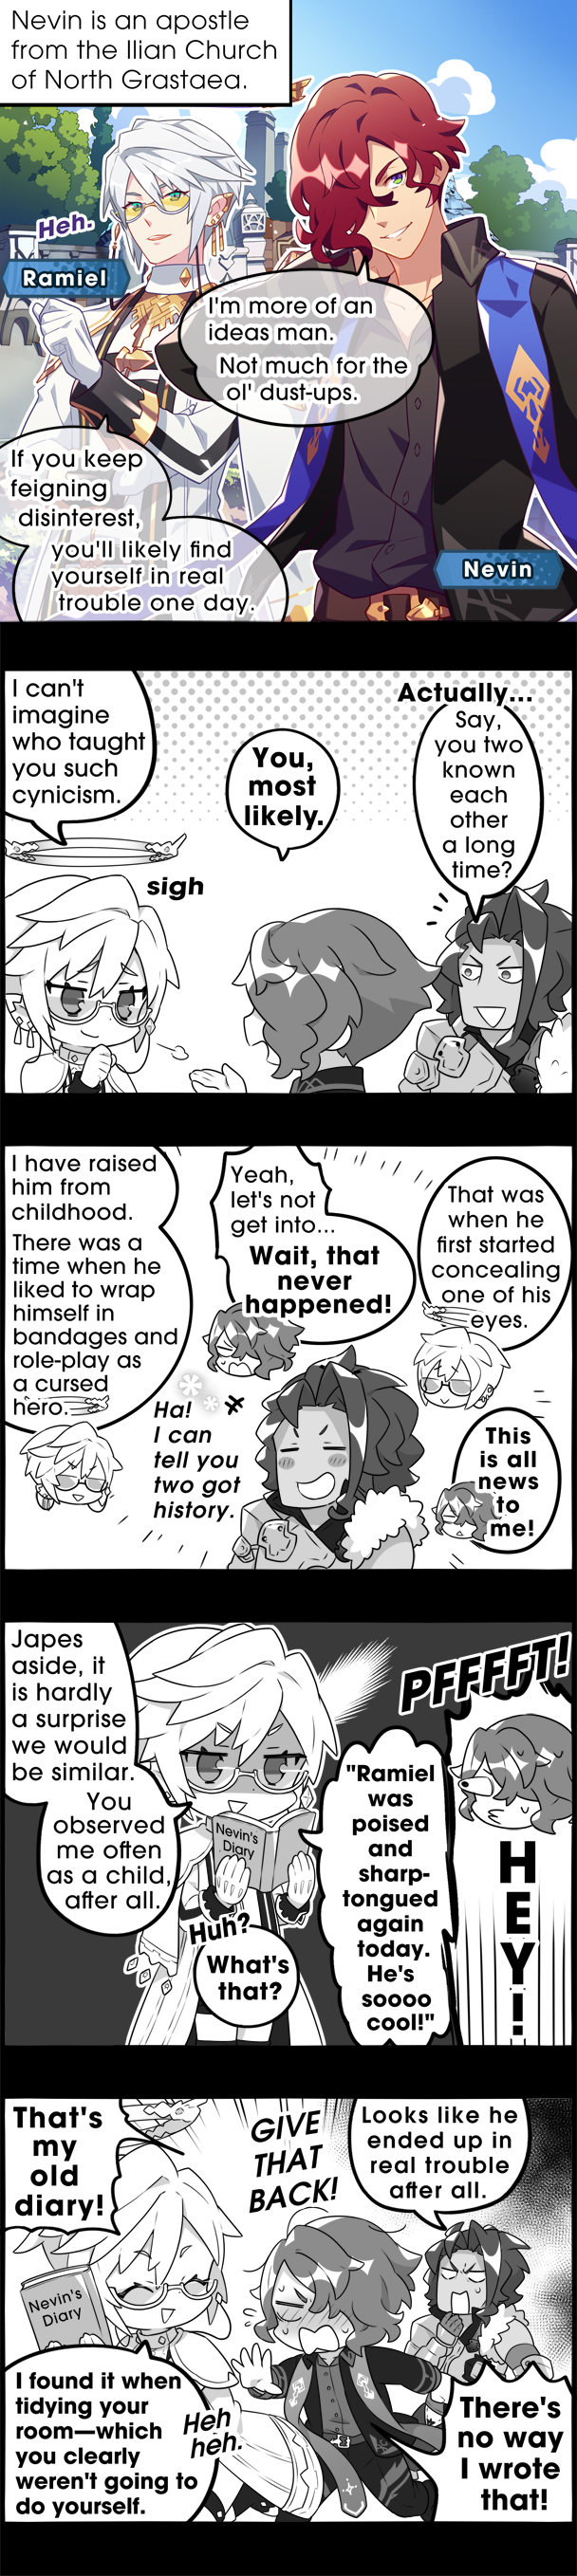 Nevin is an apostle
from the Ilian Church
of North Grastaea.
Heh.
Ramiel
I'm more of an
ideas man.
Not much for the
ol' dust-ups.
If you keep
feigning
disinterest,
you'll likely find
yourself in real
trouble one day.
Nevin
I can't
imagine
who taught
you such
cynicism.
sigh
You,
most
likely.
Actually...
Say,
you two
known
each
other
a long
time?
I have raised
him from
childhood.
There was a
time when he
liked to wrap
himself in
bandages and
role-play as
a cursed
hero.
Yeah,
let's not
get into...
Wait, that
never
happened!
That was
when he
first started
concealing
one of his
eyes.
Ha!
I can
tell you
two got
history.
This
is all
news
to
me!
Japes
aside, it
is hardly
a surprise
we would
be similar.
You
observed
me often
as a child,
after all.
Nevin's
Diary
Huh?
What's
that?
"Ramiel
was
poised
and
sharp-
tongued
again
today.
He's
soooo
cool!"
PFFFFT!
HEY!
That's
my
old
diary!
GIVE
THAT
BACK!
Looks like he
ended up in
real trouble
after all.
Nevin's
Diary
I found it when
tidying your
room—which
you clearly
weren't going to
do yourself.
Heh
heh.
There's
no way
I wrote
that!